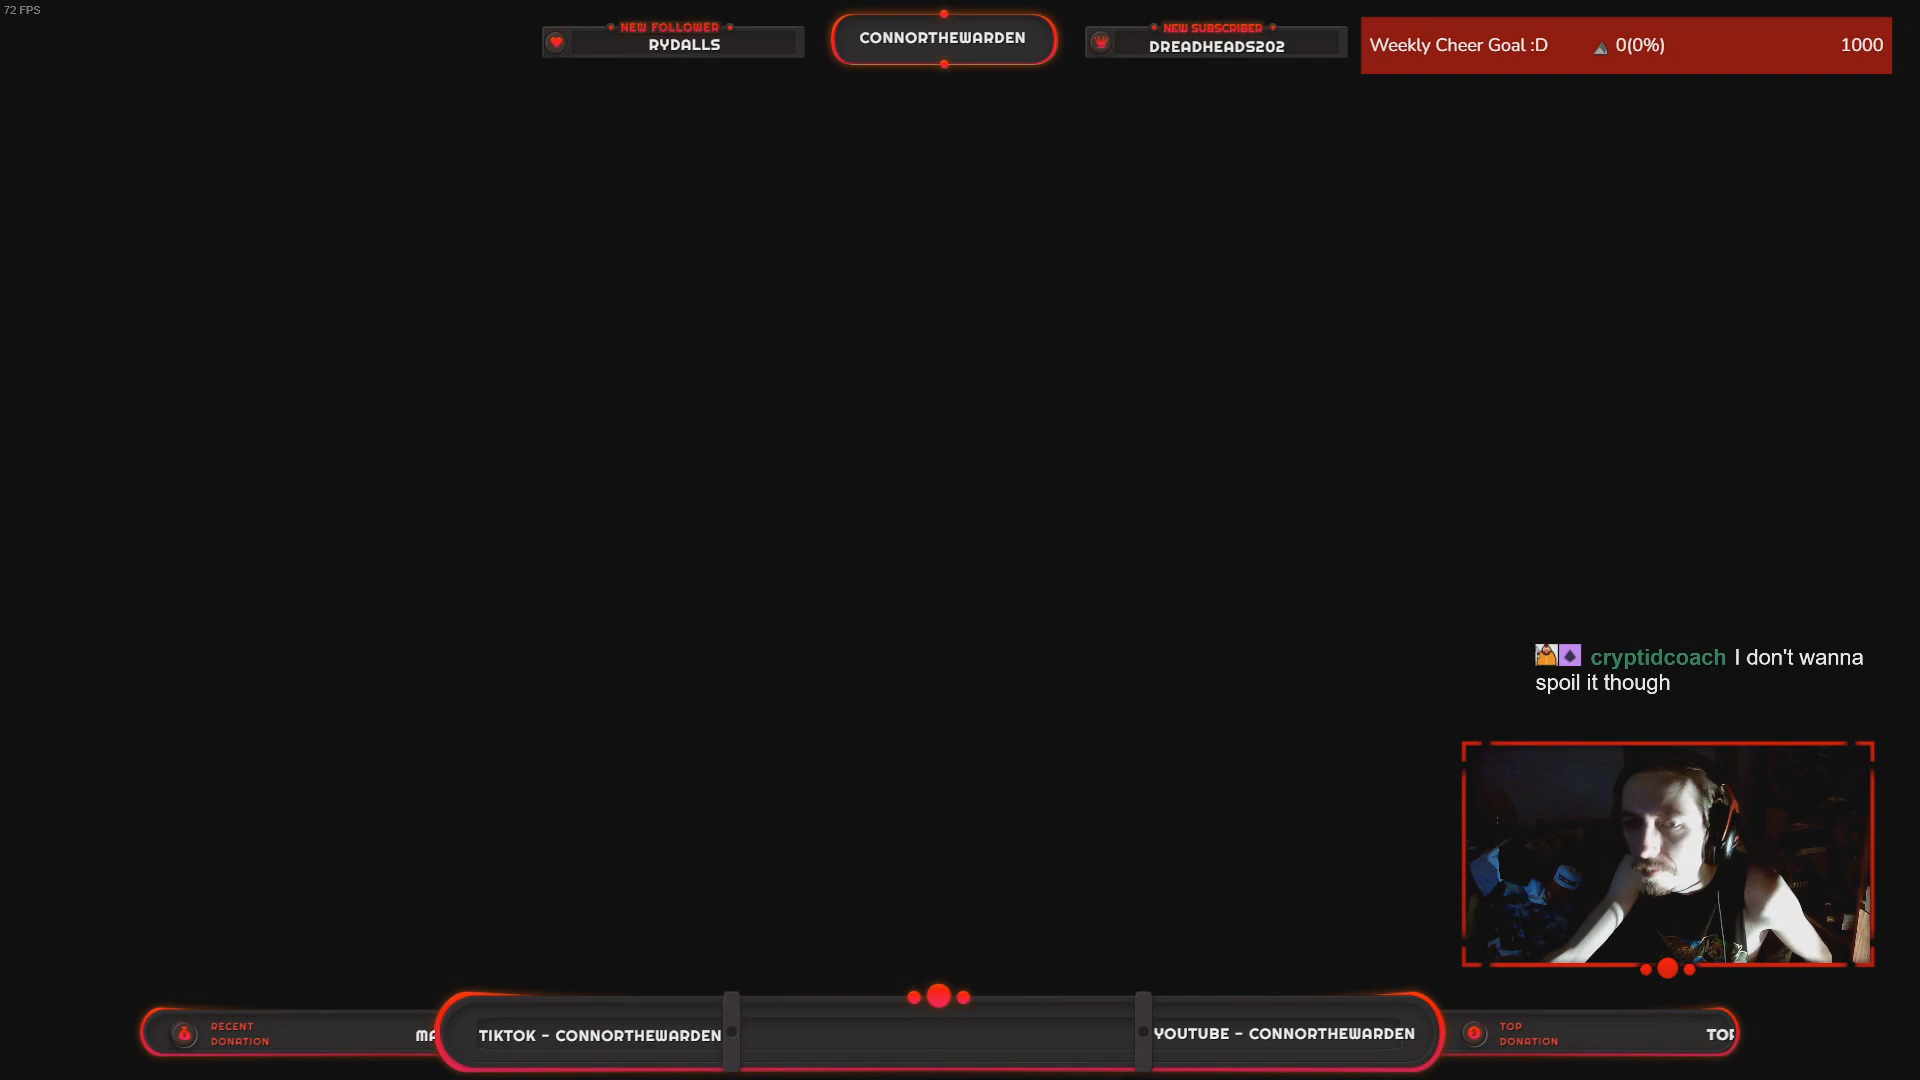 72 FPS
NEW FOLLOWER
RYDALLS
CONNORTHEWARDEN
NEW SUBSCRIBER
DREADHEADS202
Weekly Cheer Goal :D 0(0%) 1000
cryptidcoach I don't wanna
spoil it though
RECENT
DONATION
TIKTOK - CONNORTHEWARDEN
YOUTUBE - CONNORTHEWARDEN
TOP
DONATION